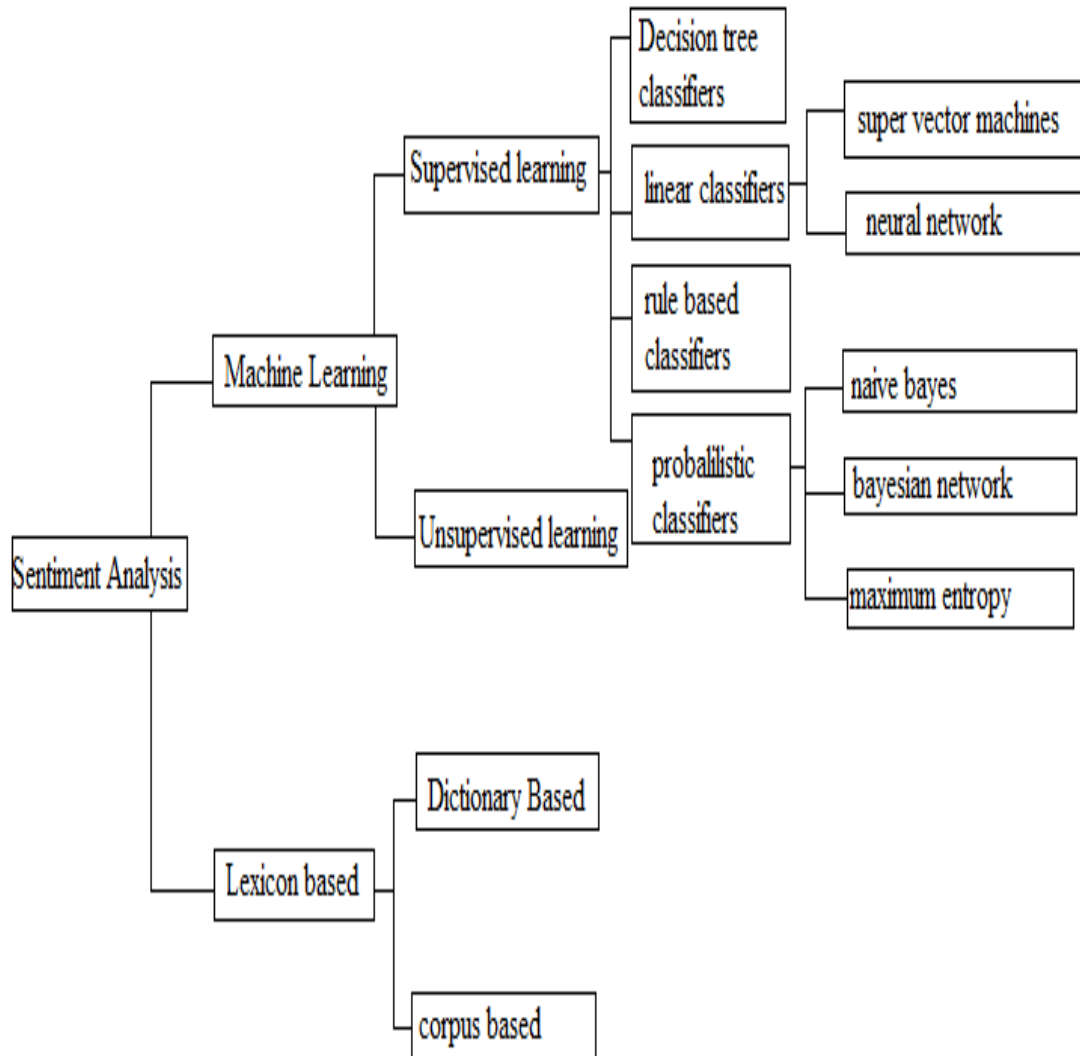 Decision tree
classifiers
super vector machines
Supervised learning
linear classifiers
neural network
rule based
classifiers
Machine Learning
naive bayes
probalilistic
classifiers
bayesian network
Unsupervised learning
Sentiment Analysis
maximum entropy
Dictionary Based
Lexicon based
corpus based